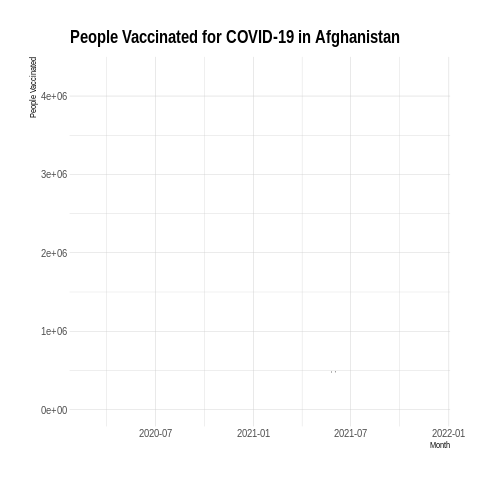 People Vaccinated for COVID-19 in Afghanistan
People Vaccinated
4e+06
3e+06
2e+06
1e+06
0e+00
2020-07 2021-01 2021-07 2022-01
Month